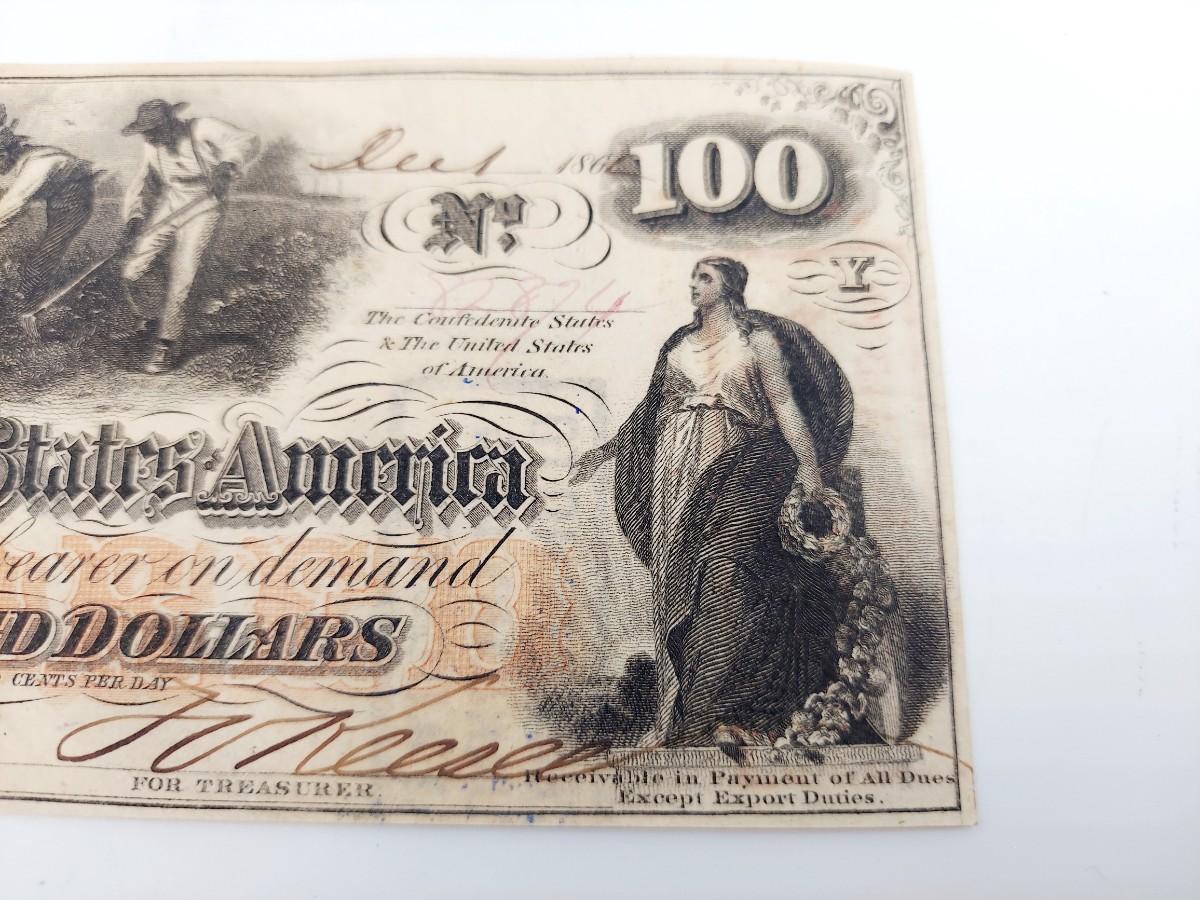 Dec 1 186 100
No.
Y
The Confederate States
& The United States
of America.
States America
bearer on demand
DOLLARS
CENTS PER DAY
FOR TREASURER.
Receivable in Payment of All Dues
Except Export Duties.